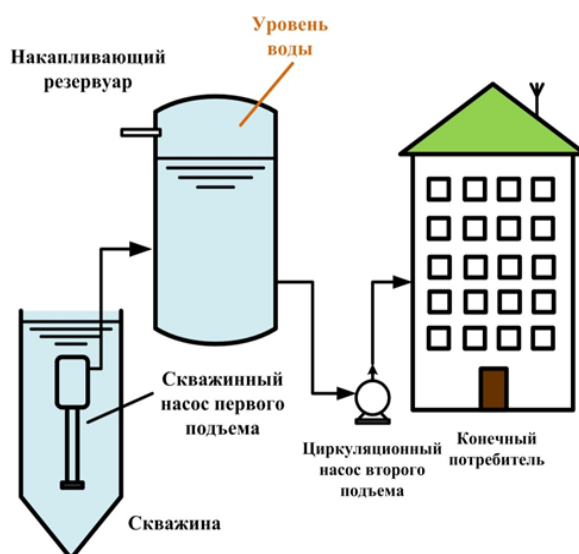 Уровень
воды
Накапливающий
резервуар
Скважинный
насос первого
подъема
Циркуляционный
насос второго
подъема
Конечный
потребитель
Скважина